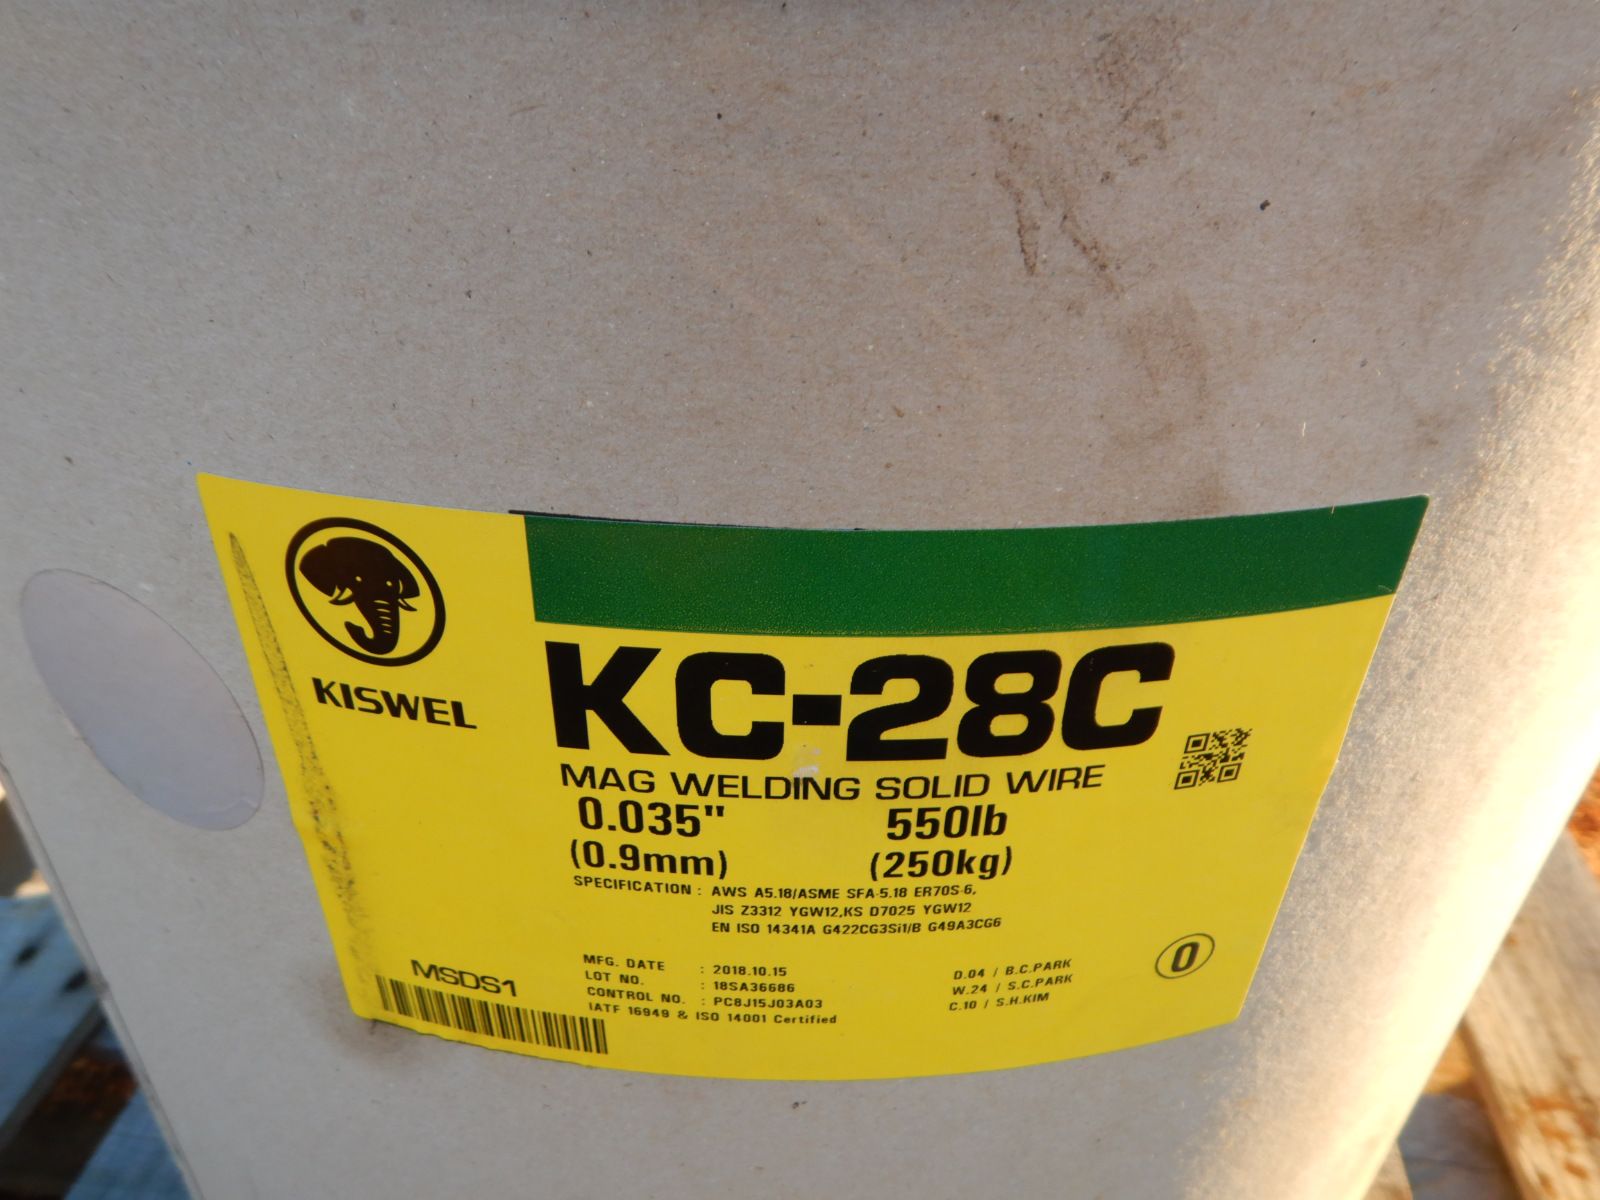 KISWEL
KC-28C
MAG WELDING SOLID WIRE
0.035" 550lb
(0.9mm) (250kg)
SPECIFICATION : AWS A5.18/ASME SFA-5.18 ER70S-6,
JIS Z3312 YGW12,KS D7025 YGW12
EN ISO 14341A G422CG3Si1/B G49A3CG6
MSDS1
MFG. DATE : 2018.10.15
LOT NO. : 18SA36686
CONTROL NO. : PC8J15J03A03
IATF 16949 & ISO 14001 Certified
D.04 / B.C.PARK
W.24 / S.C.PARK
C.10 / S.H.KIM
0